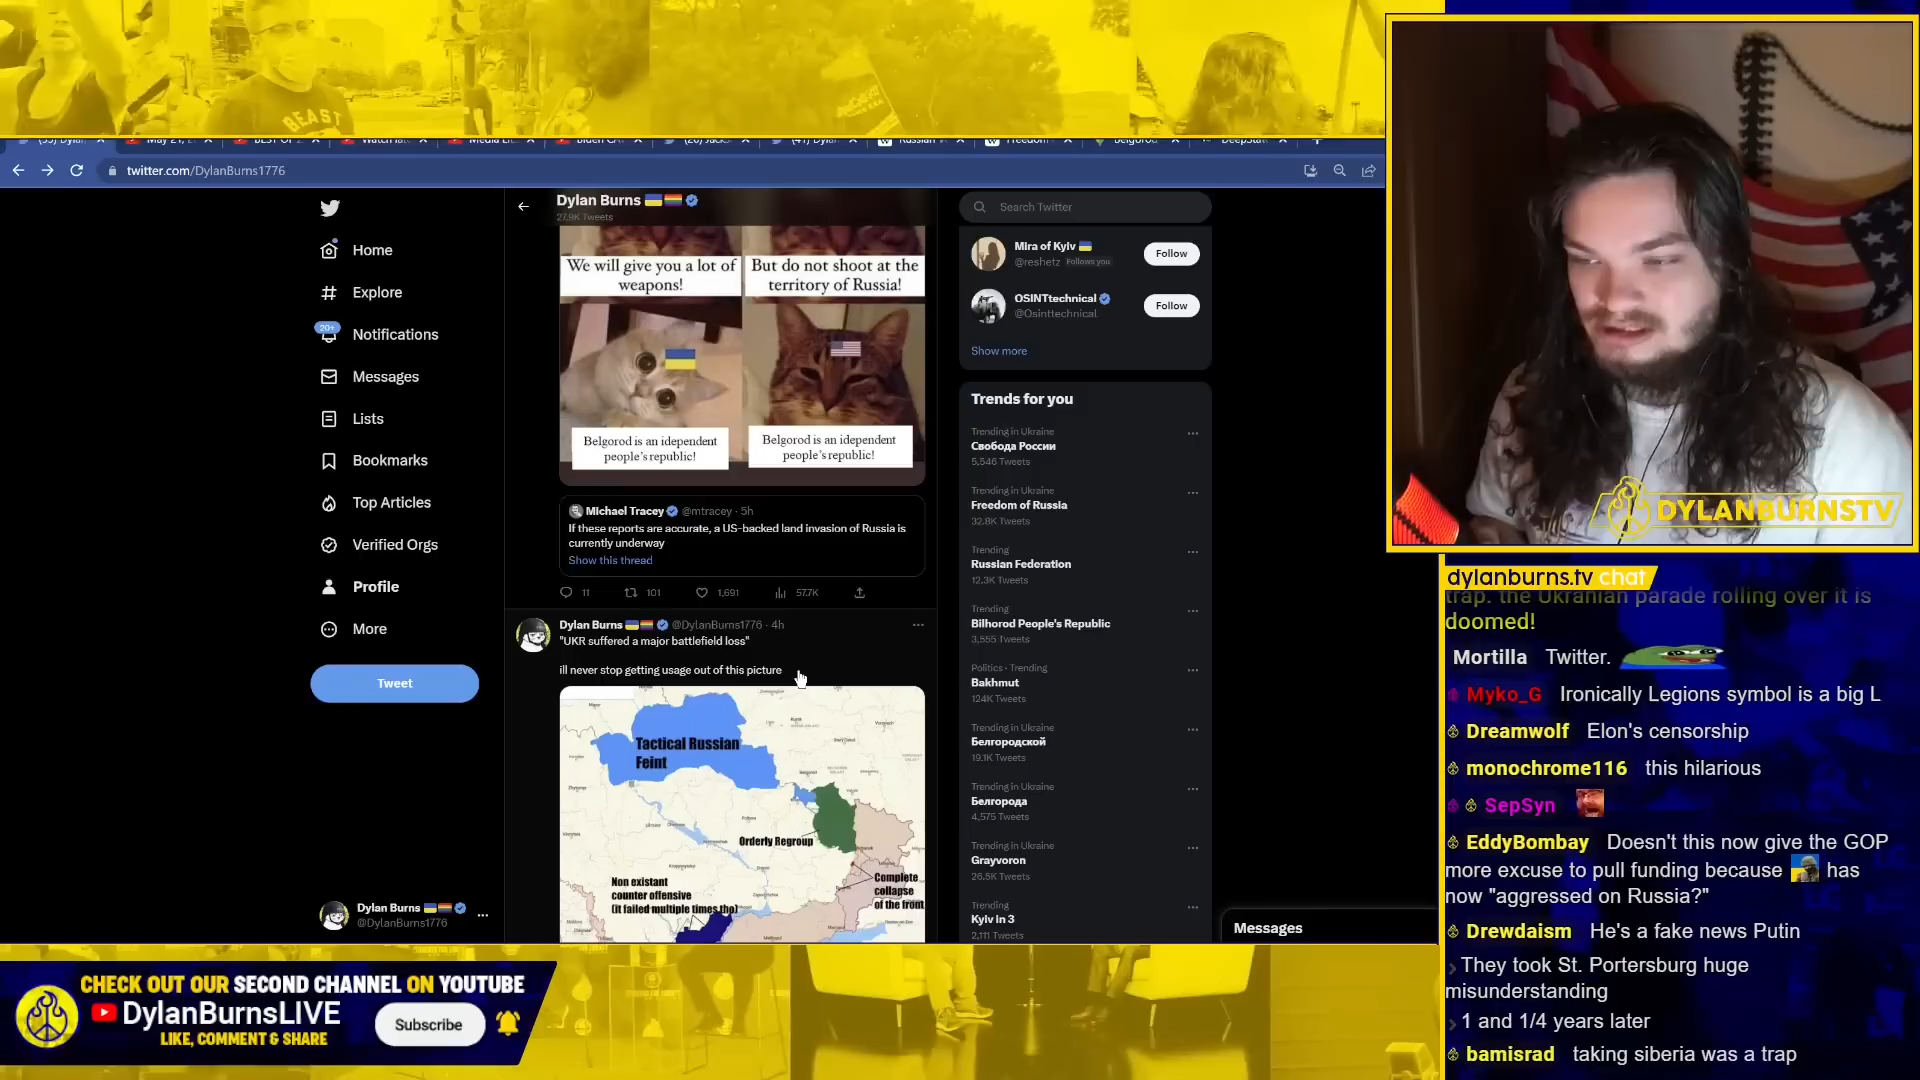 BEAST
twitter.com/DylanBurns1776
Dylan Burns
27.9K Tweets
Home
Explore
20+
Notifications
Messages
Lists
Bookmarks
Top Articles
Verified Orgs
Profile
More
Tweet
Dylan Burns
@DylanBurns1776
We will give you a lot of
weapons!
But do not shoot at the
territory of Russia!
Belgorod is an idependent
people's republic!
Belgorod is an idependent
people's republic!
Michael Tracey @mtracey · 5h
If these reports are accurate, a US-backed land invasion of Russia is
currently underway
Show this thread
11
101
1,691
57.7K
Dylan Burns @DylanBurns1776 · 4h
"UKR suffered a major battlefield loss"
ill never stop getting usage out of this picture
Tactical Russian
Feint
Orderly Regroup
Non existant
counter offensive
(it failed multiple times tho)
Complete
collapse
of the front
Search Twitter
Mira of Kyiv
@reshetz Follows you
Follow
OSINTtechnical
@Osinttechnical
Follow
Show more
Trends for you
Trending in Ukraine
Свобода России
5,546 Tweets
Trending in Ukraine
Freedom of Russia
32.8K Tweets
Trending
Russian Federation
12.3K Tweets
Trending
Bilhorod People's Republic
3,555 Tweets
Politics · Trending
Bakhmut
124K Tweets
Trending in Ukraine
Белгородской
19.1K Tweets
Trending in Ukraine
Белгорода
4,575 Tweets
Trending in Ukraine
Grayvoron
26.5K Tweets
Trending
Kyiv in 3
2,111 Tweets
Messages
DYLANBURNSTV
dylanburns.tv chat
trap. the Ukranian parade rolling over it is
doomed!
Mortilla Twitter.
Myko_G Ironically Legions symbol is a big L
Dreamwolf Elon's censorship
monochrome116 this hilarious
SepSyn
EddyBombay Doesn't this now give the GOP
more excuse to pull funding because has
now "aggressed on Russia?"
Drewdaism He's a fake news Putin
They took St. Portersburg huge
misunderstanding
1 and 1/4 years later
bamisrad taking siberia was a trap
CHECK OUT OUR SECOND CHANNEL ON YOUTUBE
DylanBurnsLIVE
Subscribe
LIKE, COMMENT & SHARE